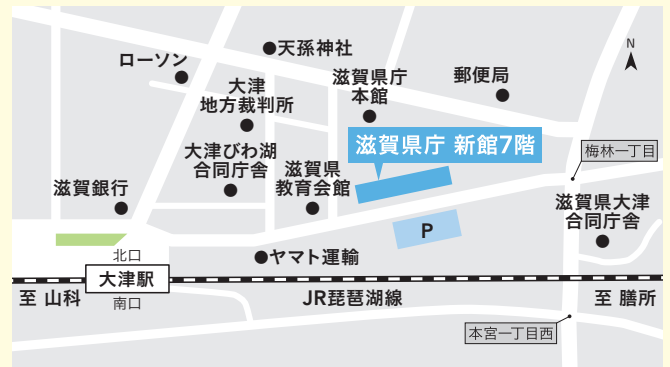 天孫神社
N
ローソン
大津
地方裁判所
滋賀県庁
本館
郵便局
滋賀県庁 新館7階
大津びわ湖
合同庁舎
滋賀県
教育会館
梅林一丁目
滋賀銀行
滋賀県大津
合同庁舎
P
北口
ヤマト運輸
大津駅
至 山科
南口
JR琵琶湖線
至 膳所
本宮一丁目西